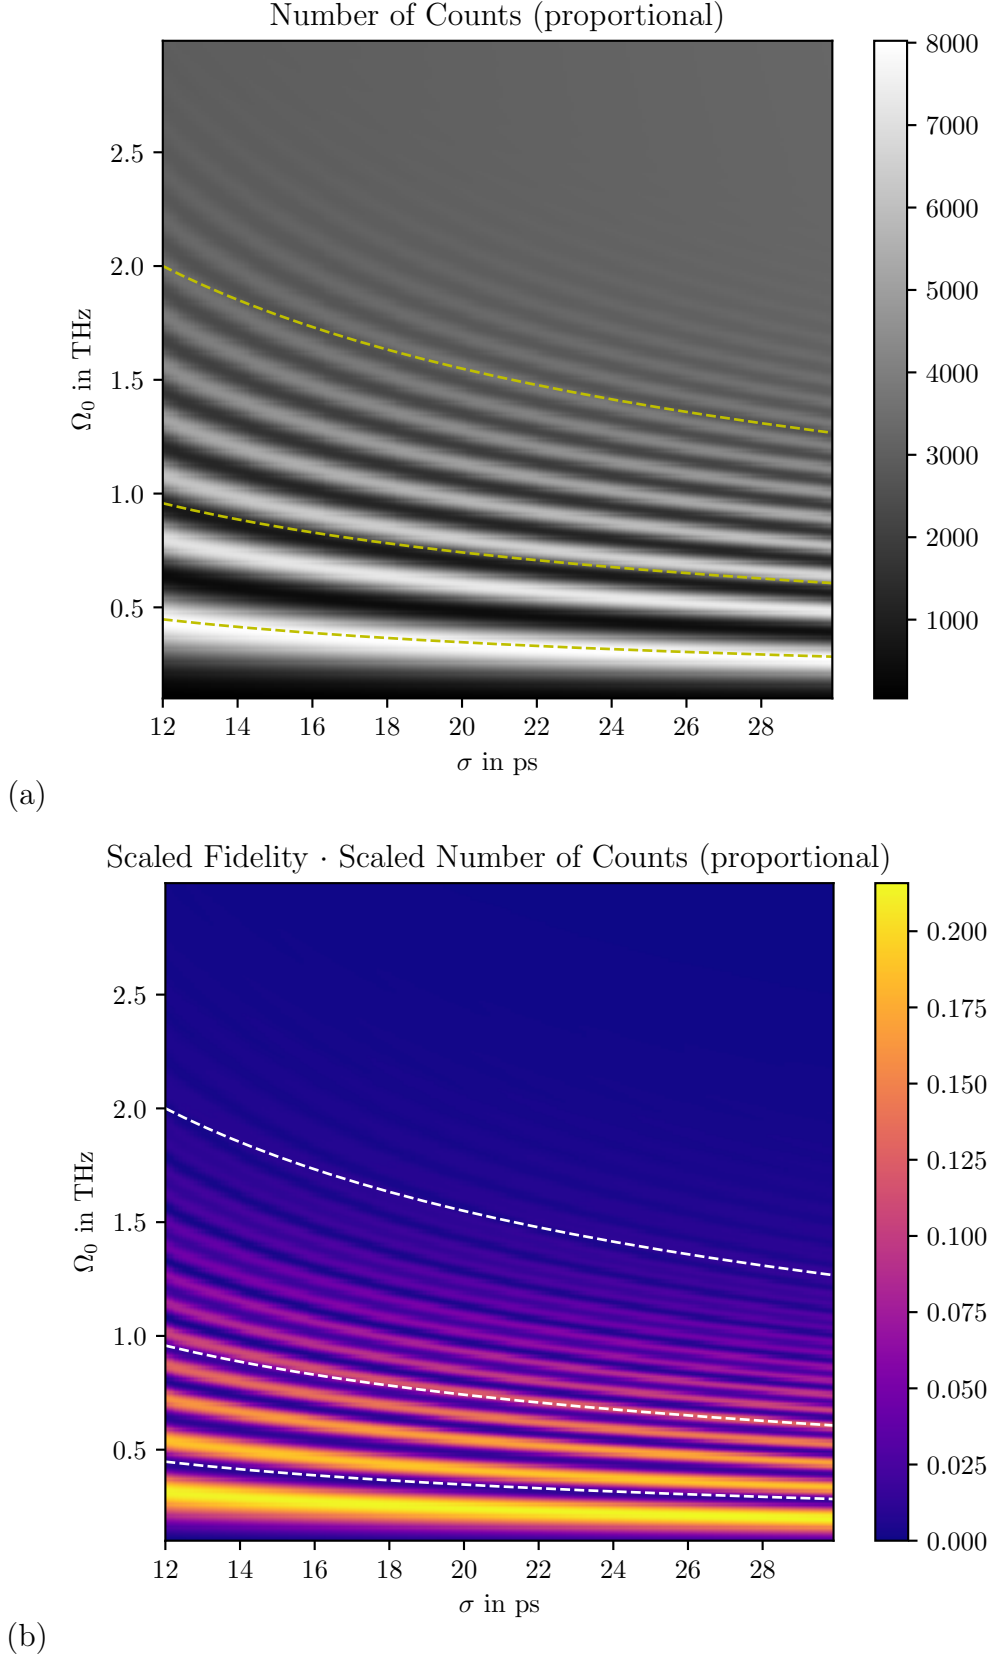 Number of Counts (proportional)
8000
7000
6000
5000
4000
3000
2000
1000
2.5
2.0
1.5
1.0
0.5
Ω₀ in THz
12 14 16 18 20 22 24 26 28
σ in ps
(a)
Scaled Fidelity · Scaled Number of Counts (proportional)
0.200
0.175
0.150
0.125
0.100
0.075
0.050
0.025
0.000
2.5
2.0
1.5
1.0
0.5
Ω₀ in THz
12 14 16 18 20 22 24 26 28
σ in ps
(b)